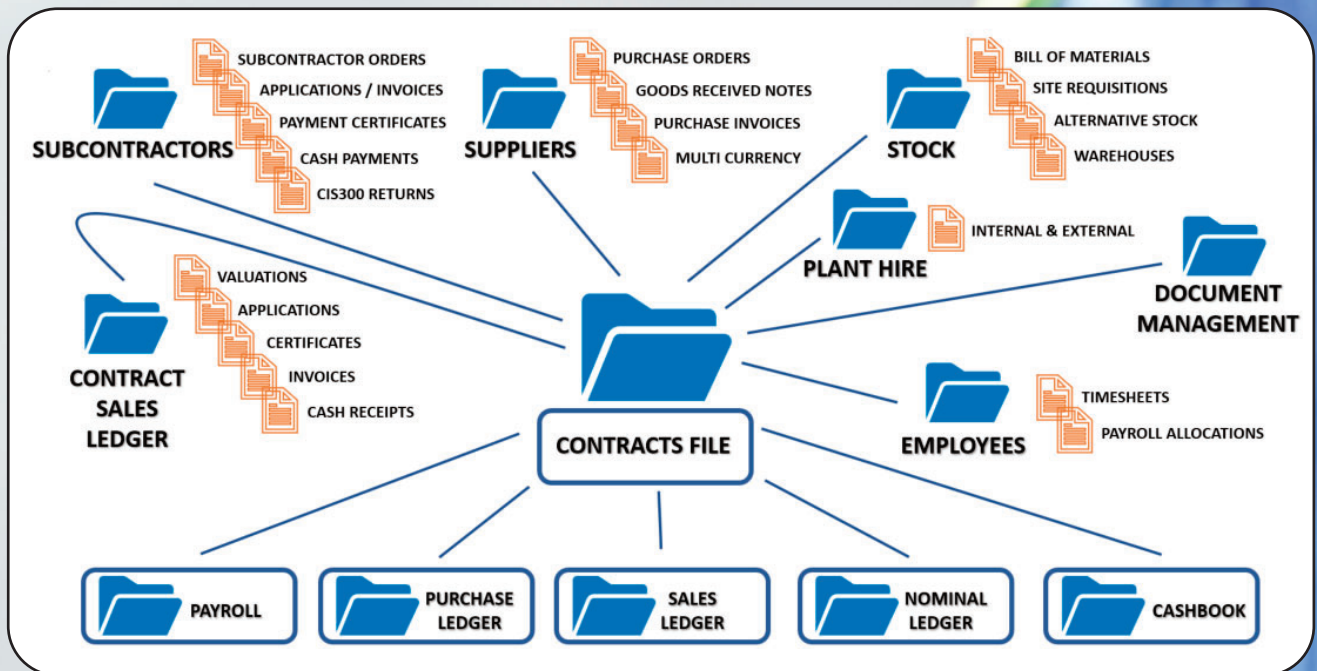 SUBCONTRACTOR ORDERS
APPLICATIONS / INVOICES
PAYMENT CERTIFICATES
CASH PAYMENTS
CIS300 RETURNS
SUBCONTRACTORS
PURCHASE ORDERS
GOODS RECEIVED NOTES
PURCHASE INVOICES
MULTI CURRENCY
SUPPLIERS
BILL OF MATERIALS
SITE REQUISITIONS
ALTERNATIVE STOCK
WAREHOUSES
STOCK
INTERNAL & EXTERNAL
PLANT HIRE
DOCUMENT
MANAGEMENT
VALUATIONS
APPLICATIONS
CERTIFICATES
INVOICES
CASH RECEIPTS
CONTRACT
SALES
LEDGER
TIMESHEETS
PAYROLL ALLOCATIONS
EMPLOYEES
CONTRACTS FILE
PAYROLL
PURCHASE
LEDGER
SALES
LEDGER
NOMINAL
LEDGER
CASHBOOK